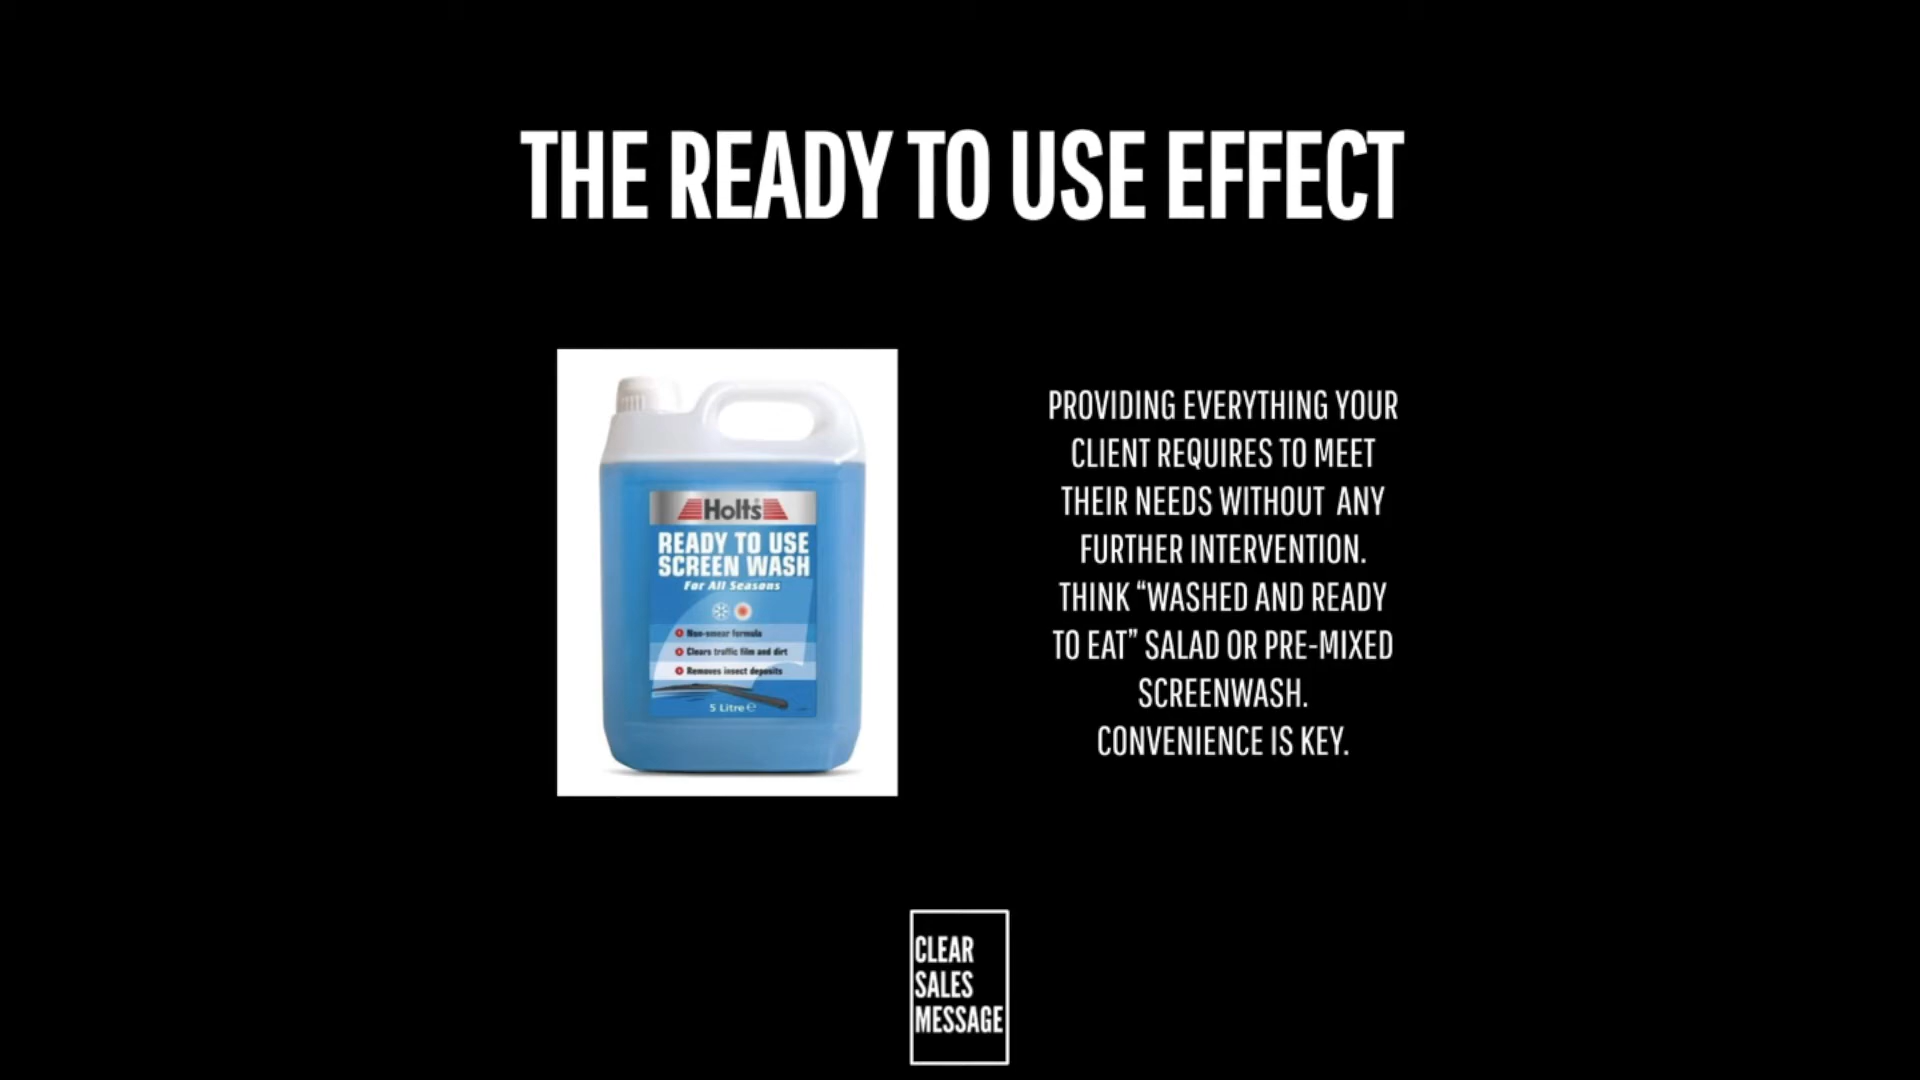 THE READY TO USE EFFECT
Holts
READY TO USE
SCREEN WASH
For All Seasons
Non-smear formula
Clears traffic film and dirt
Removes insect deposits
5 Litre ℮
PROVIDING EVERYTHING YOUR
CLIENT REQUIRES TO MEET
THEIR NEEDS WITHOUT ANY
FURTHER INTERVENTION.
THINK “WASHED AND READY
TO EAT” SALAD OR PRE-MIXED
SCREENWASH.
CONVENIENCE IS KEY.
CLEAR
SALES
MESSAGE